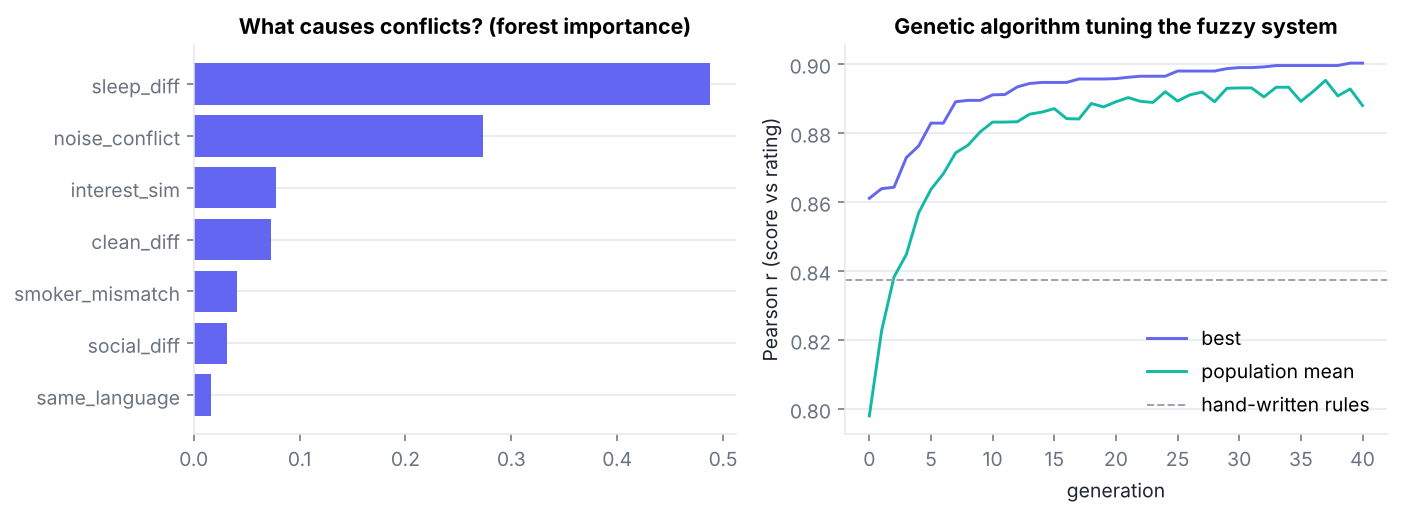 What causes conflicts? (forest importance)
sleep_diff
noise_conflict
interest_sim
clean_diff
smoker_mismatch
social_diff
same_language
0.0 0.1 0.2 0.3 0.4 0.5
Genetic algorithm tuning the fuzzy system
Pearson r (score vs rating)
0.90
0.88
0.86
0.84
0.82
0.80
best
population mean
hand-written rules
0 5 10 15 20 25 30 35 40
generation